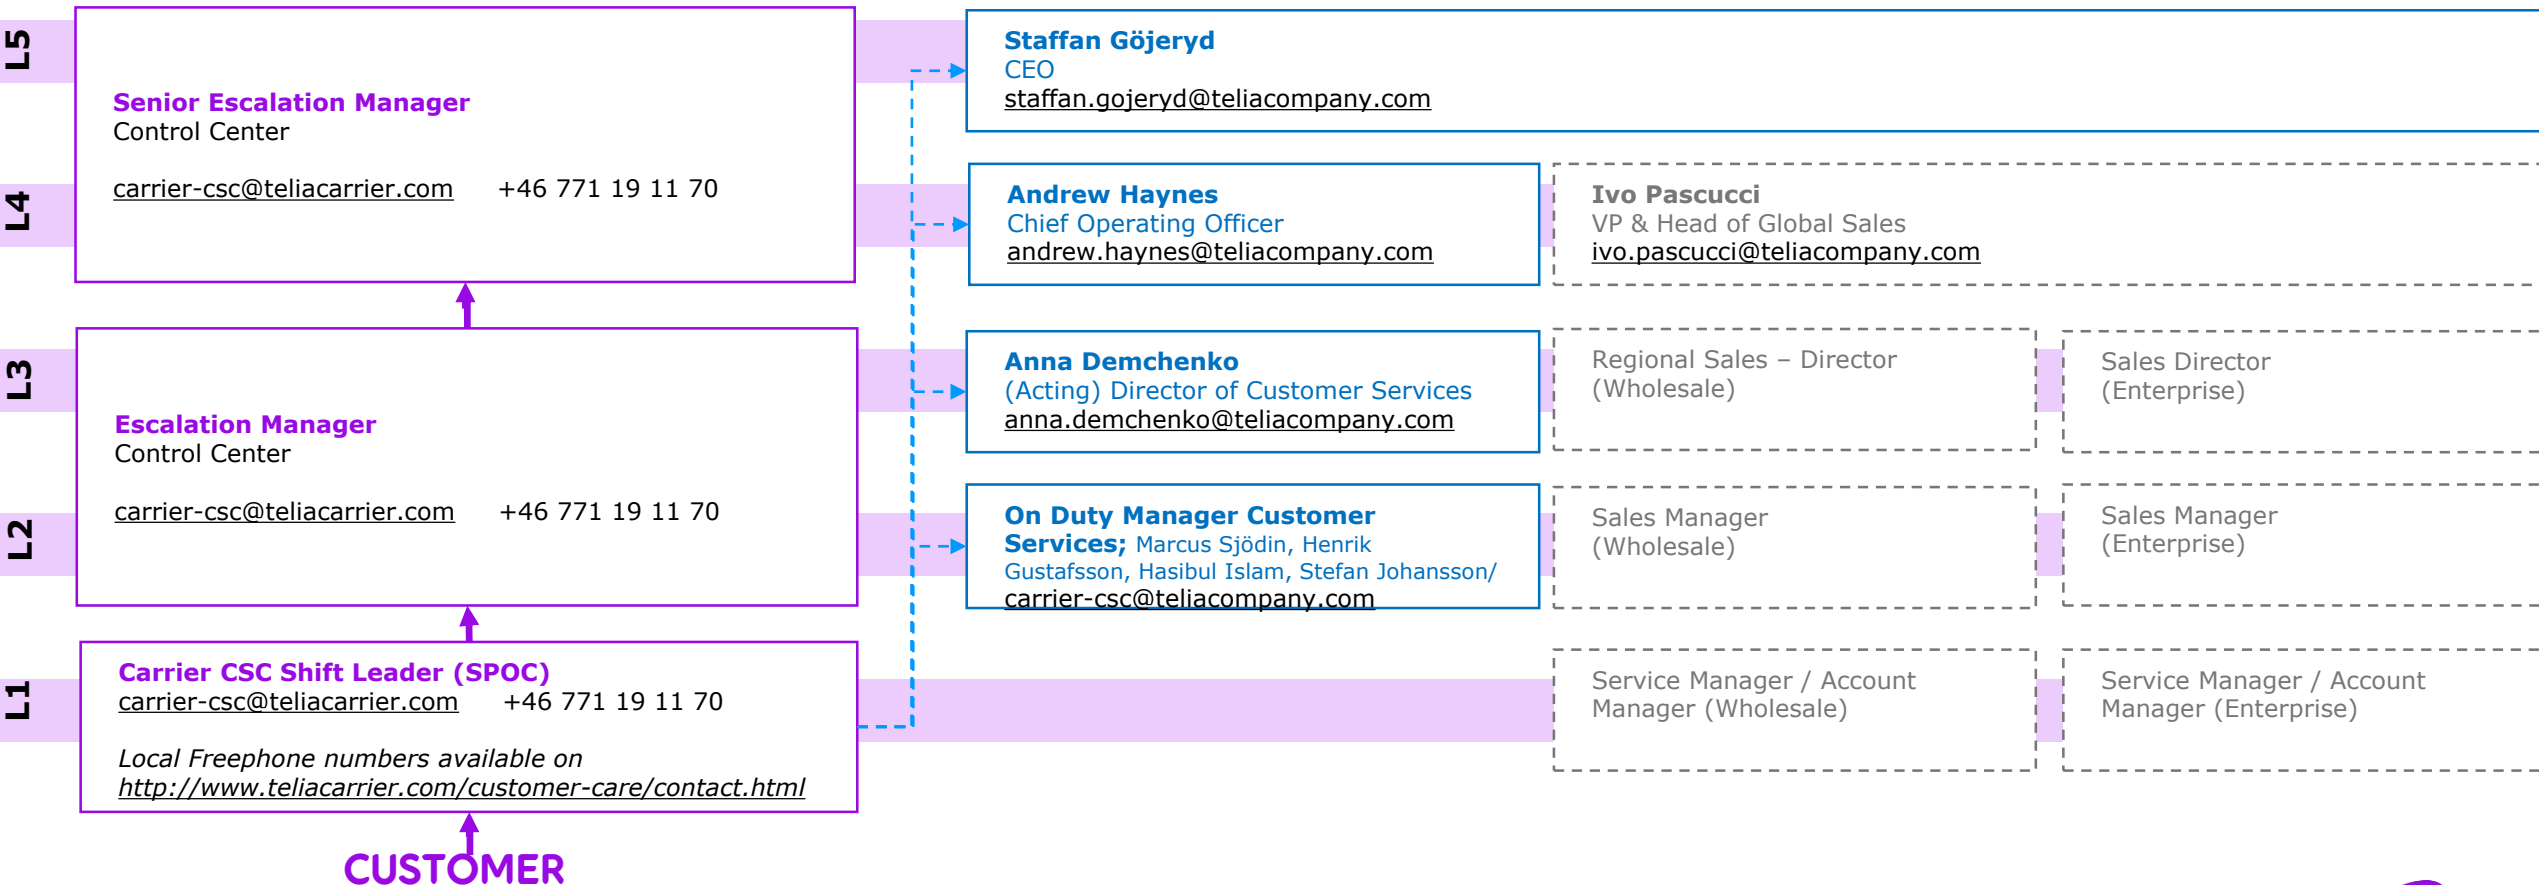 L5
Senior Escalation Manager
Control Center
carrier-csc@teliacarrier.com +46 771 19 11 70
Staffan Göjeryd
CEO
staffan.gojeryd@teliacompany.com
L4
Andrew Haynes
Chief Operating Officer
andrew.haynes@teliacompany.com
Ivo Pascucci
VP & Head of Global Sales
ivo.pascucci@teliacompany.com
L3
Escalation Manager
Control Center
carrier-csc@teliacarrier.com +46 771 19 11 70
Anna Demchenko
(Acting) Director of Customer Services
anna.demchenko@teliacompany.com
Regional Sales – Director
(Wholesale)
Sales Director
(Enterprise)
L2
On Duty Manager Customer
Services; Marcus Sjödin, Henrik
Gustafsson, Hasibul Islam, Stefan Johansson/
carrier-csc@teliacompany.com
Sales Manager
(Wholesale)
Sales Manager
(Enterprise)
L1
Carrier CSC Shift Leader (SPOC)
carrier-csc@teliacarrier.com +46 771 19 11 70
Local Freephone numbers available on
http://www.teliacarrier.com/customer-care/contact.html
Service Manager / Account
Manager (Wholesale)
Service Manager / Account
Manager (Enterprise)
CUSTOMER